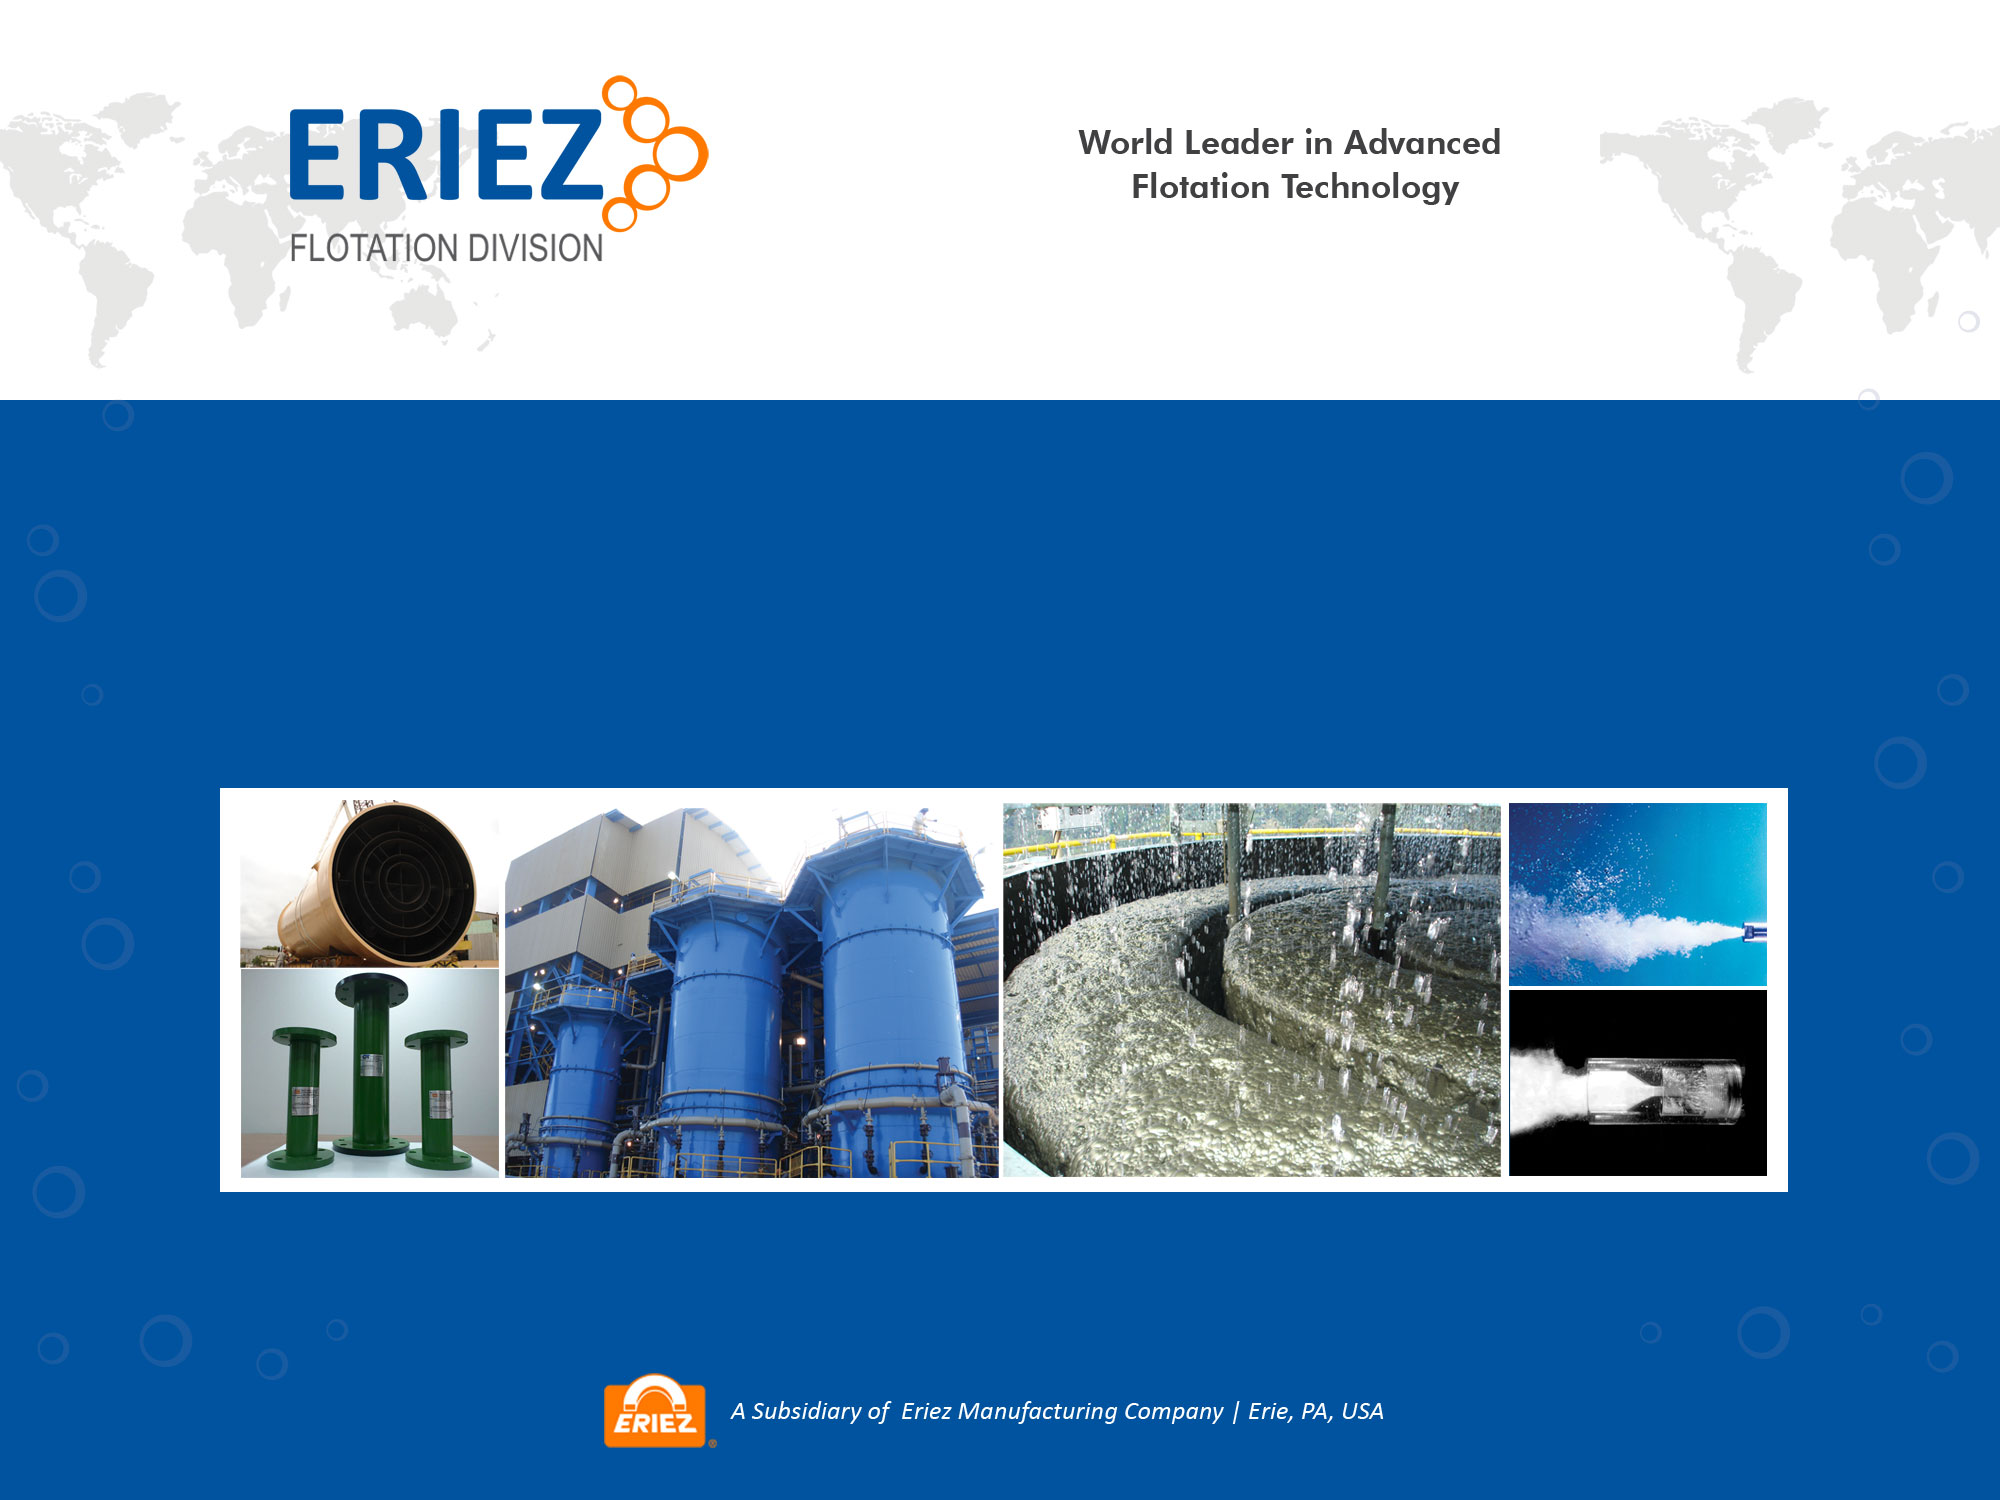 ERIEZ
FLOTATION DIVISION
World Leader in Advanced
Flotation Technology
ERIEZ ®
A Subsidiary of Eriez Manufacturing Company | Erie, PA, USA